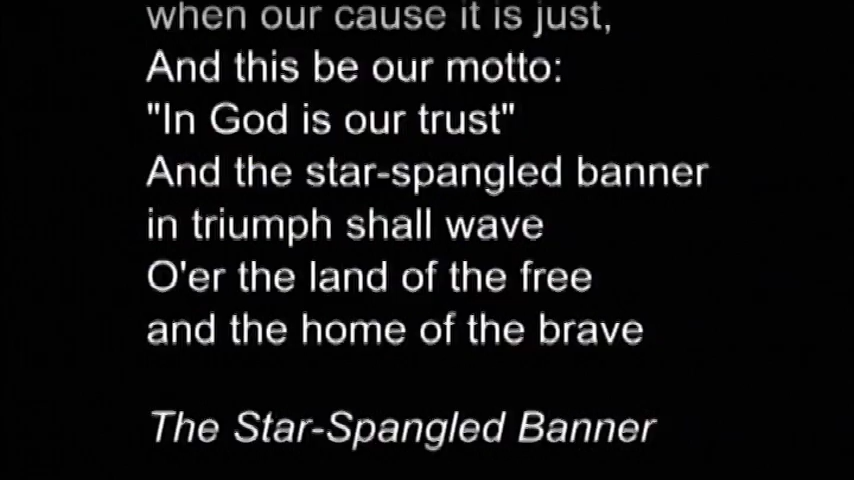 when our cause it is just,
And this be our motto:
"In God is our trust"
And the star-spangled banner
in triumph shall wave
O'er the land of the free
and the home of the brave
The Star-Spangled Banner